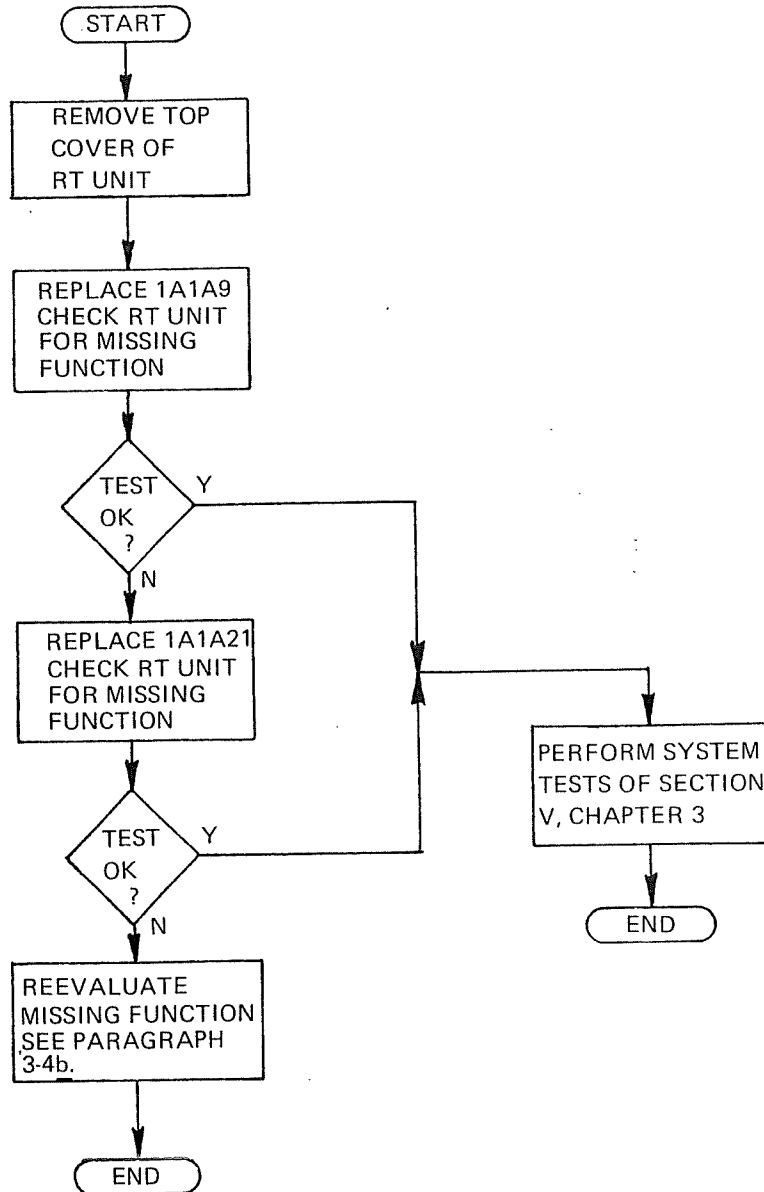 START
REMOVE TOP
COVER OF
RT UNIT
REPLACE 1A1A9
CHECK RT UNIT
FOR MISSING
FUNCTION
TEST
OK
?
Y
N
REPLACE 1A1A21
CHECK RT UNIT
FOR MISSING
FUNCTION
TEST
OK
?
Y
N
REEVALUATE
MISSING FUNCTION
SEE PARAGRAPH
3-4b.
END
PERFORM SYSTEM
TESTS OF SECTION
V, CHAPTER 3
END